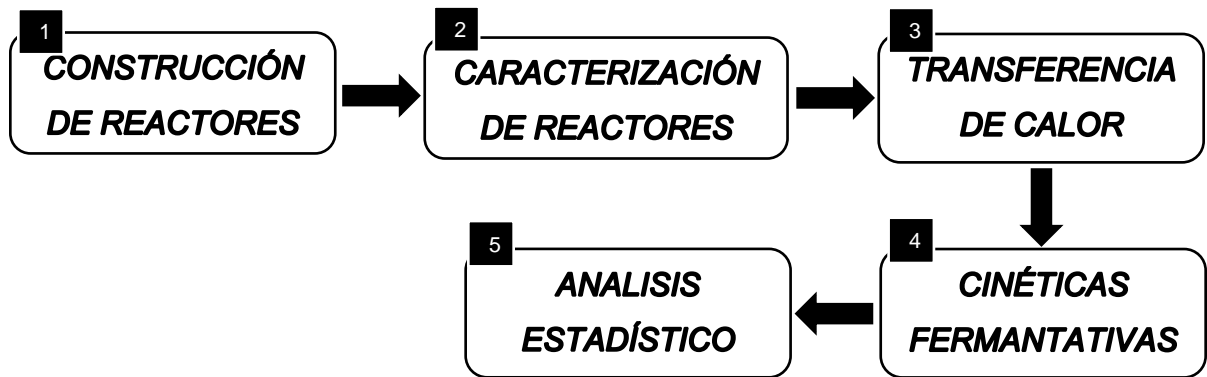 1
CONSTRUCCIÓN
DE REACTORES
2
CARACTERIZACIÓN
DE REACTORES
3
TRANSFERENCIA
DE CALOR
4
CINÉTICAS
FERMANTATIVAS
5
ANALISIS
ESTADÍSTICO